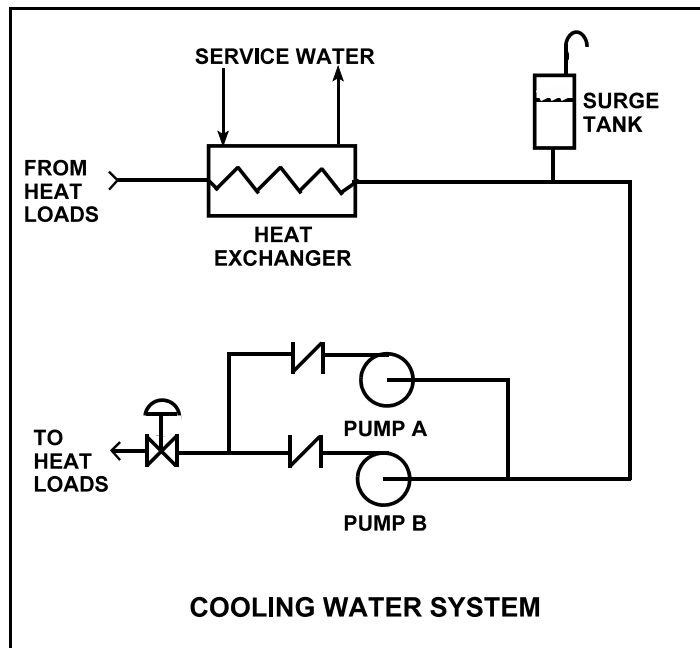 SERVICE WATER
SURGE
TANK
FROM
HEAT
LOADS
HEAT
EXCHANGER
PUMP A
TO
HEAT
LOADS
PUMP B
COOLING WATER SYSTEM